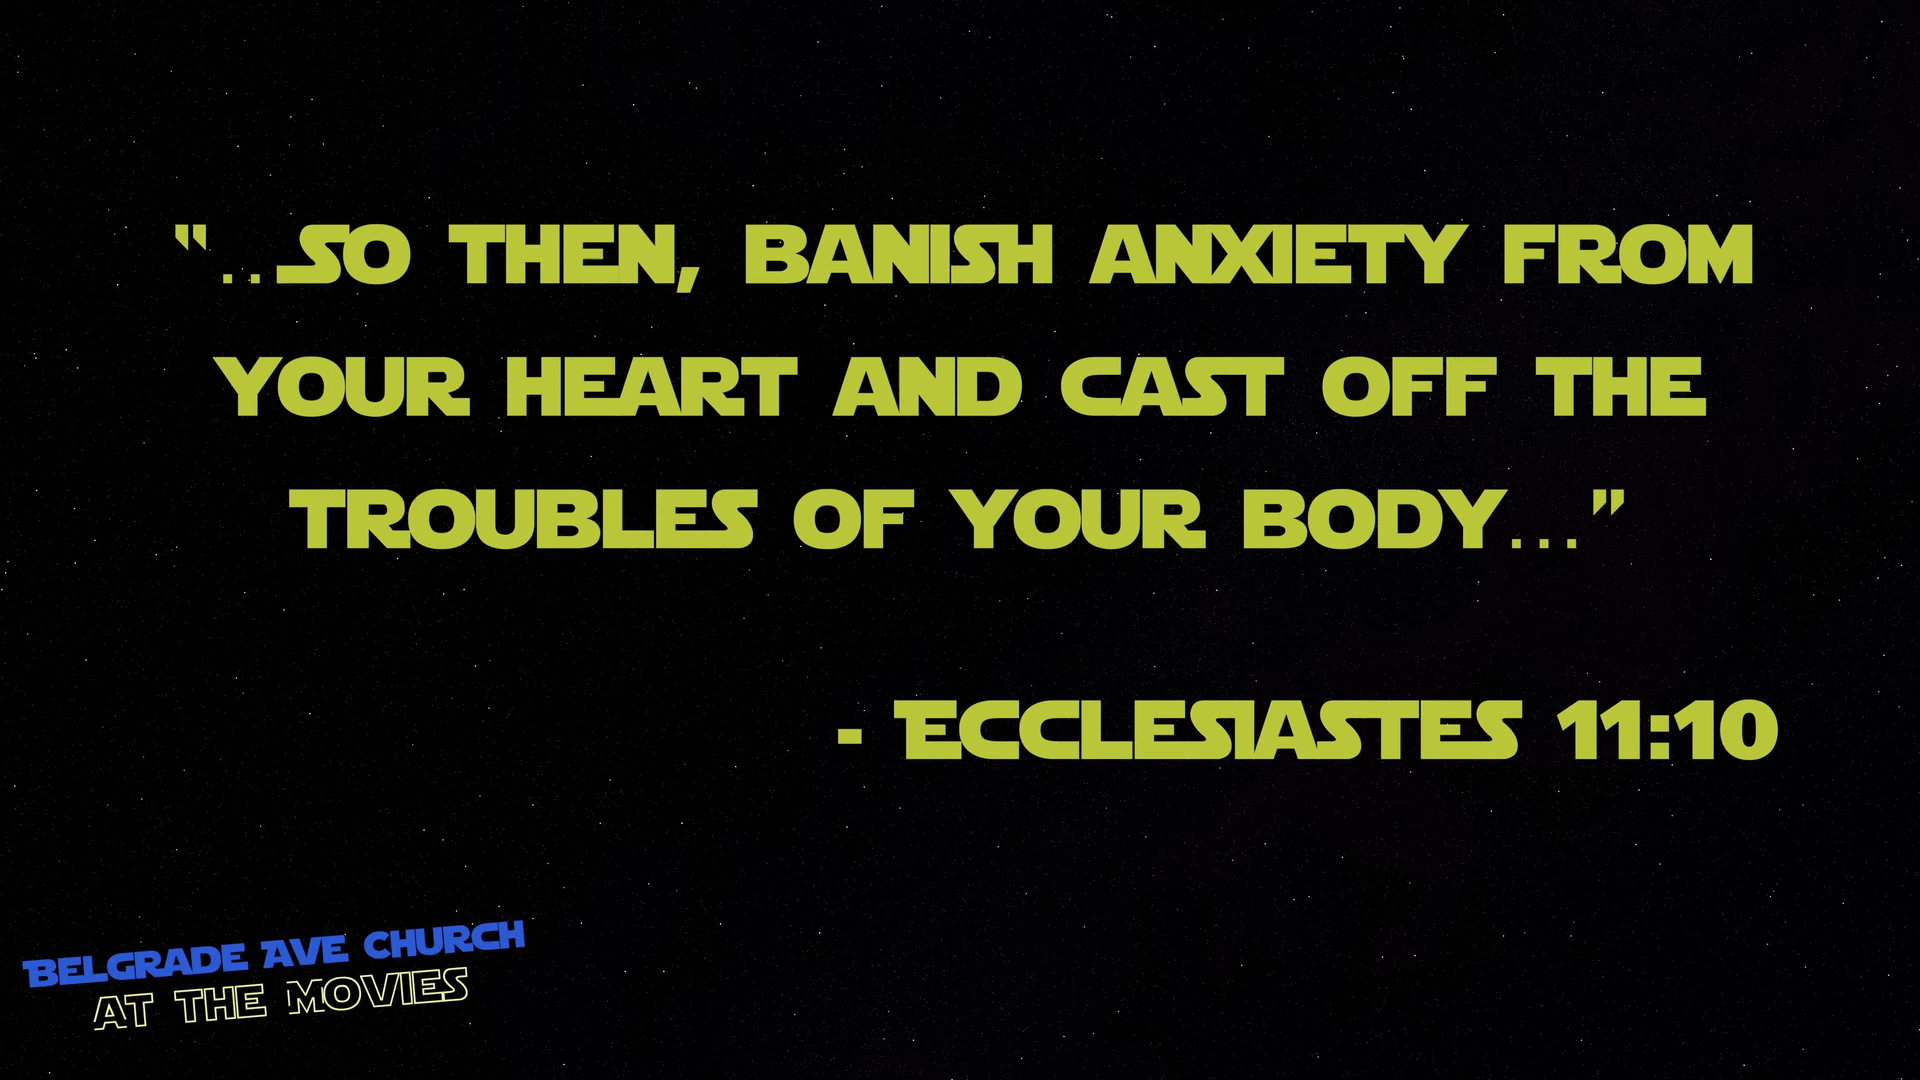 “..So then, banish anxiety from
your heart and cast off the
troubles of your body...”
- Ecclesiastes 11:10
Belgrade Ave Church
at the movies